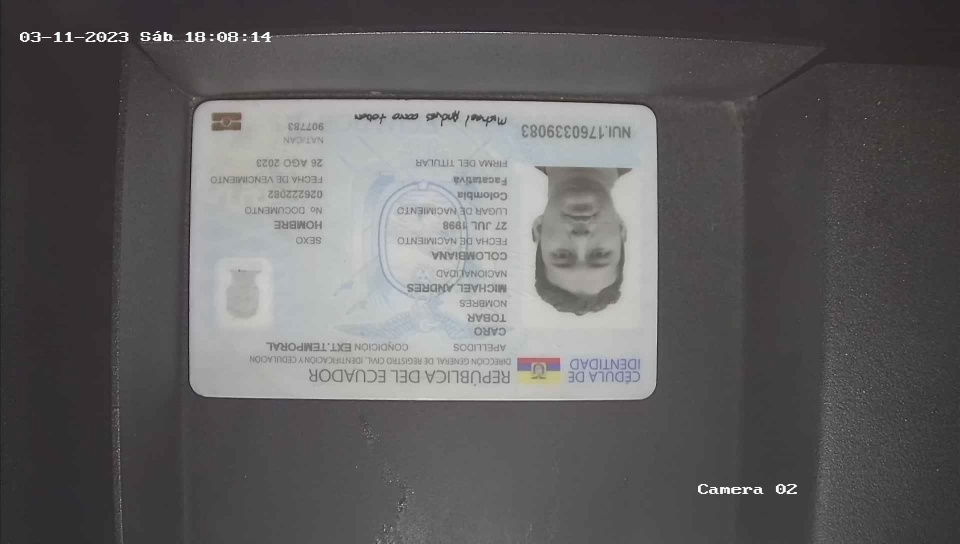 03-11-2023 Sáb 18:08:14
CÉDULA DE IDENTIDAD
REPÚBLICA DEL ECUADOR
DIRECCIÓN GENERAL DE REGISTRO CIVIL, IDENTIFICACIÓN Y CEDULACIÓN
APELLIDOS
CARO
TOBAR
CONDICIÓN EXT.TEMPORAL
NOMBRES
MICHAEL ANDRES
NACIONALIDAD
COLOMBIANA
FECHA DE NACIMIENTO
27 JUL 1998
LUGAR DE NACIMIENTO
Colombia
Facatativa
FIRMA DEL TITULAR
SEXO
HOMBRE
No. DOCUMENTO
026222082
FECHA DE VENCIMIENTO
26 AGO 2023
NAT/CAN
907783
NUI.1760339083
Michael Andres caro tobar
Camera 02